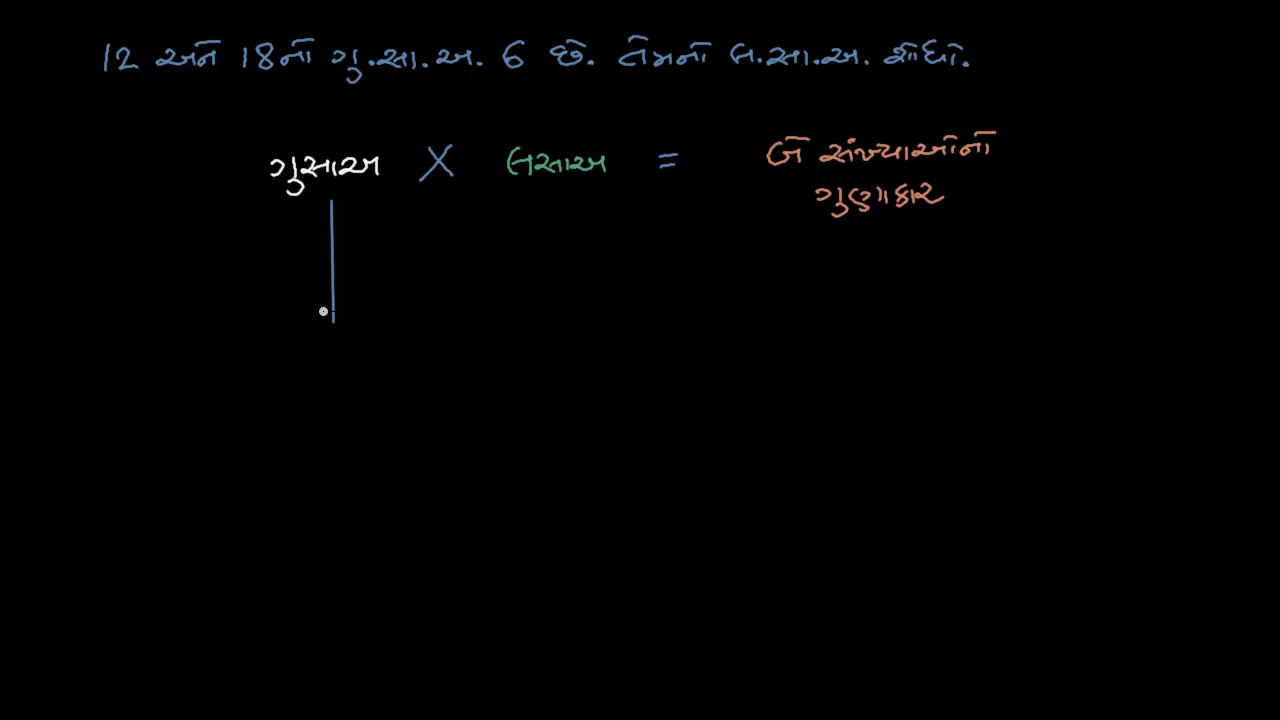 12 અને 18નો ગુ.સા.અ. 6 છે. તેમનો લ.સા.અ. શોધો.
ગુસાઅ X લસાઅ = બે સંખ્યાઓનો
ગુણાકાર